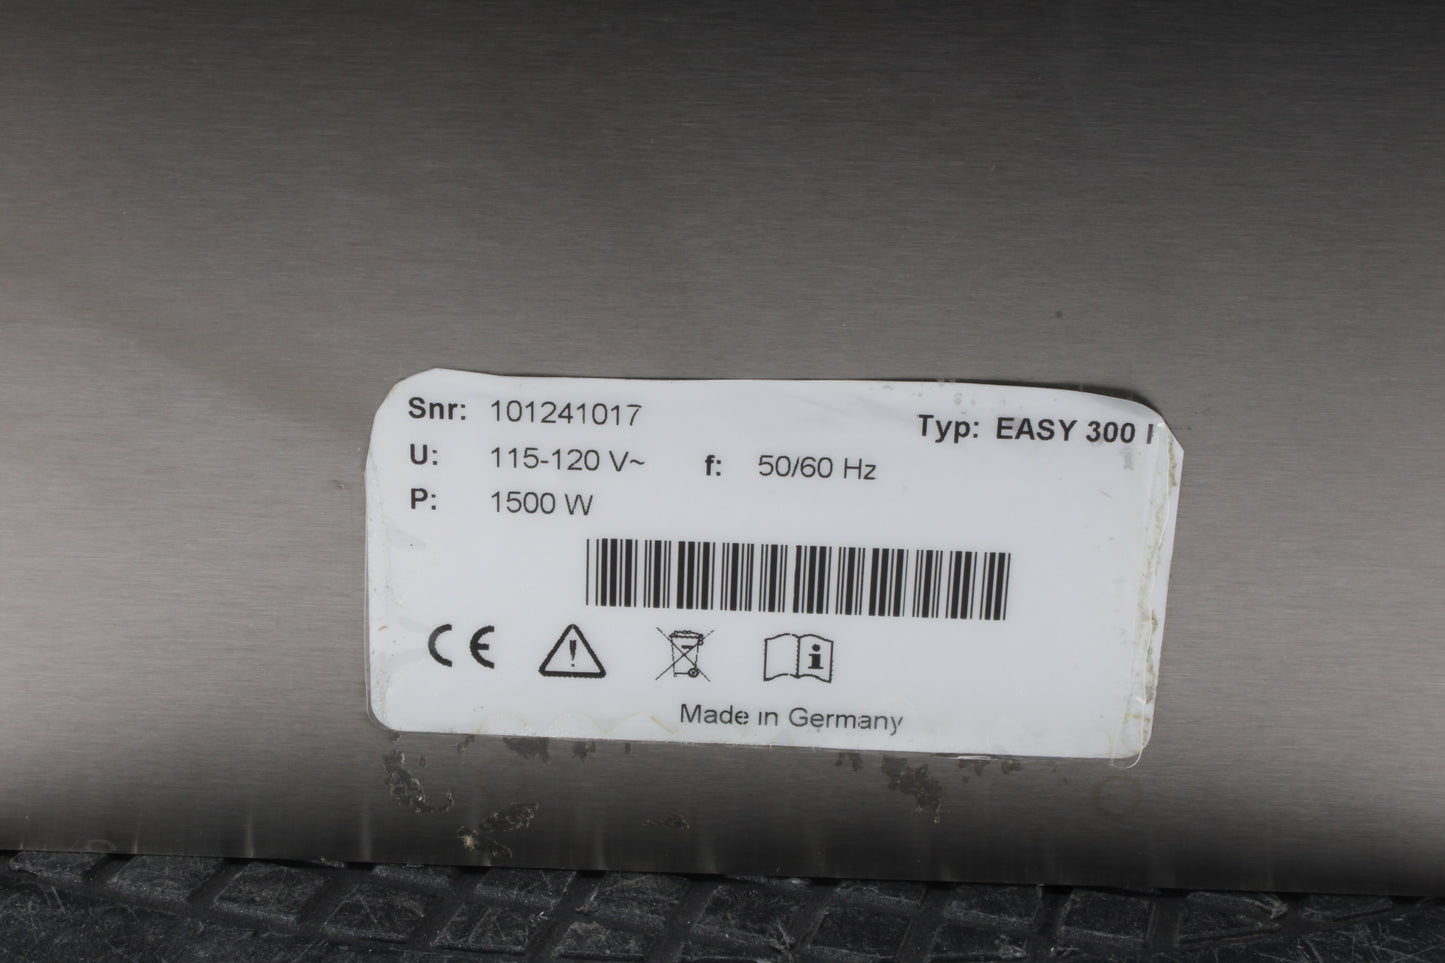 Snr: 101241017
Typ: EASY 300
U: 115-120 V~ f: 50/60 Hz
P: 1500 W
CE
Made in Germany